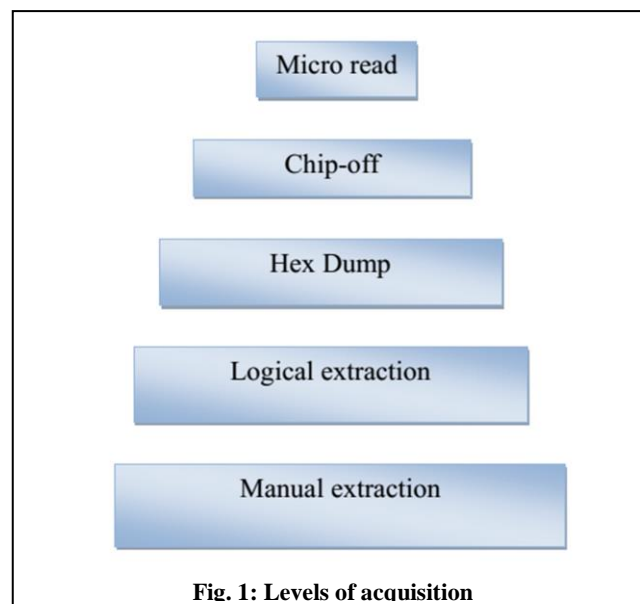 Micro read
Chip-off
Hex Dump
Logical extraction
Manual extraction
Fig. 1: Levels of acquisition